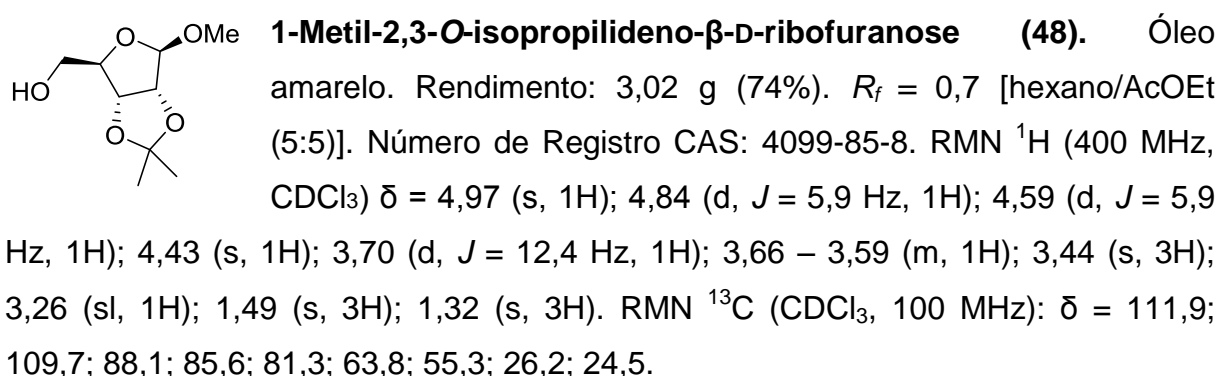 1-Metil-2,3-O-isopropilideno-β-D-ribofuranose (48). Óleo
amarelo. Rendimento: 3,02 g (74%). Rf = 0,7 [hexano/AcOEt
(5:5)]. Número de Registro CAS: 4099-85-8. RMN ¹H (400 MHz,
CDCl₃) δ = 4,97 (s, 1H); 4,84 (d, J = 5,9 Hz, 1H); 4,59 (d, J = 5,9
Hz, 1H); 4,43 (s, 1H); 3,70 (d, J = 12,4 Hz, 1H); 3,66 – 3,59 (m, 1H); 3,44 (s, 3H);
3,26 (sl, 1H); 1,49 (s, 3H); 1,32 (s, 3H). RMN ¹³C (CDCl₃, 100 MHz): δ = 111,9;
109,7; 88,1; 85,6; 81,3; 63,8; 55,3; 26,2; 24,5.
O
OMe
HO
O
O